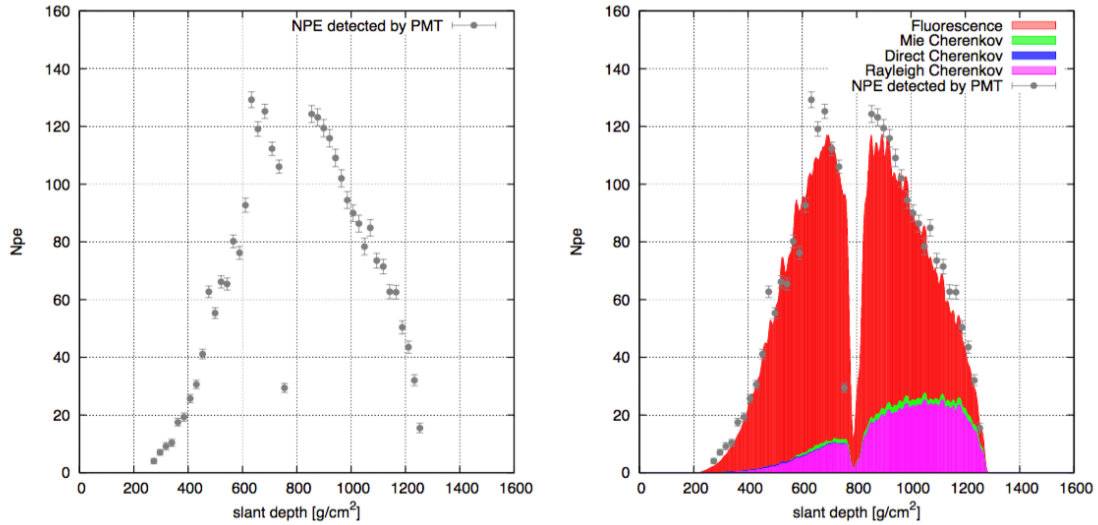 160
140
120
100
80
60
40
20
0
Npe
NPE detected by PMT
0 200 400 600 800 1000 1200 1400 1600
slant depth [g/cm²]
160
140
120
100
80
60
40
20
0
Npe
Fluorescence
Mie Cherenkov
Direct Cherenkov
Rayleigh Cherenkov
NPE detected by PMT
0 200 400 600 800 1000 1200 1400 1600
slant depth [g/cm²]